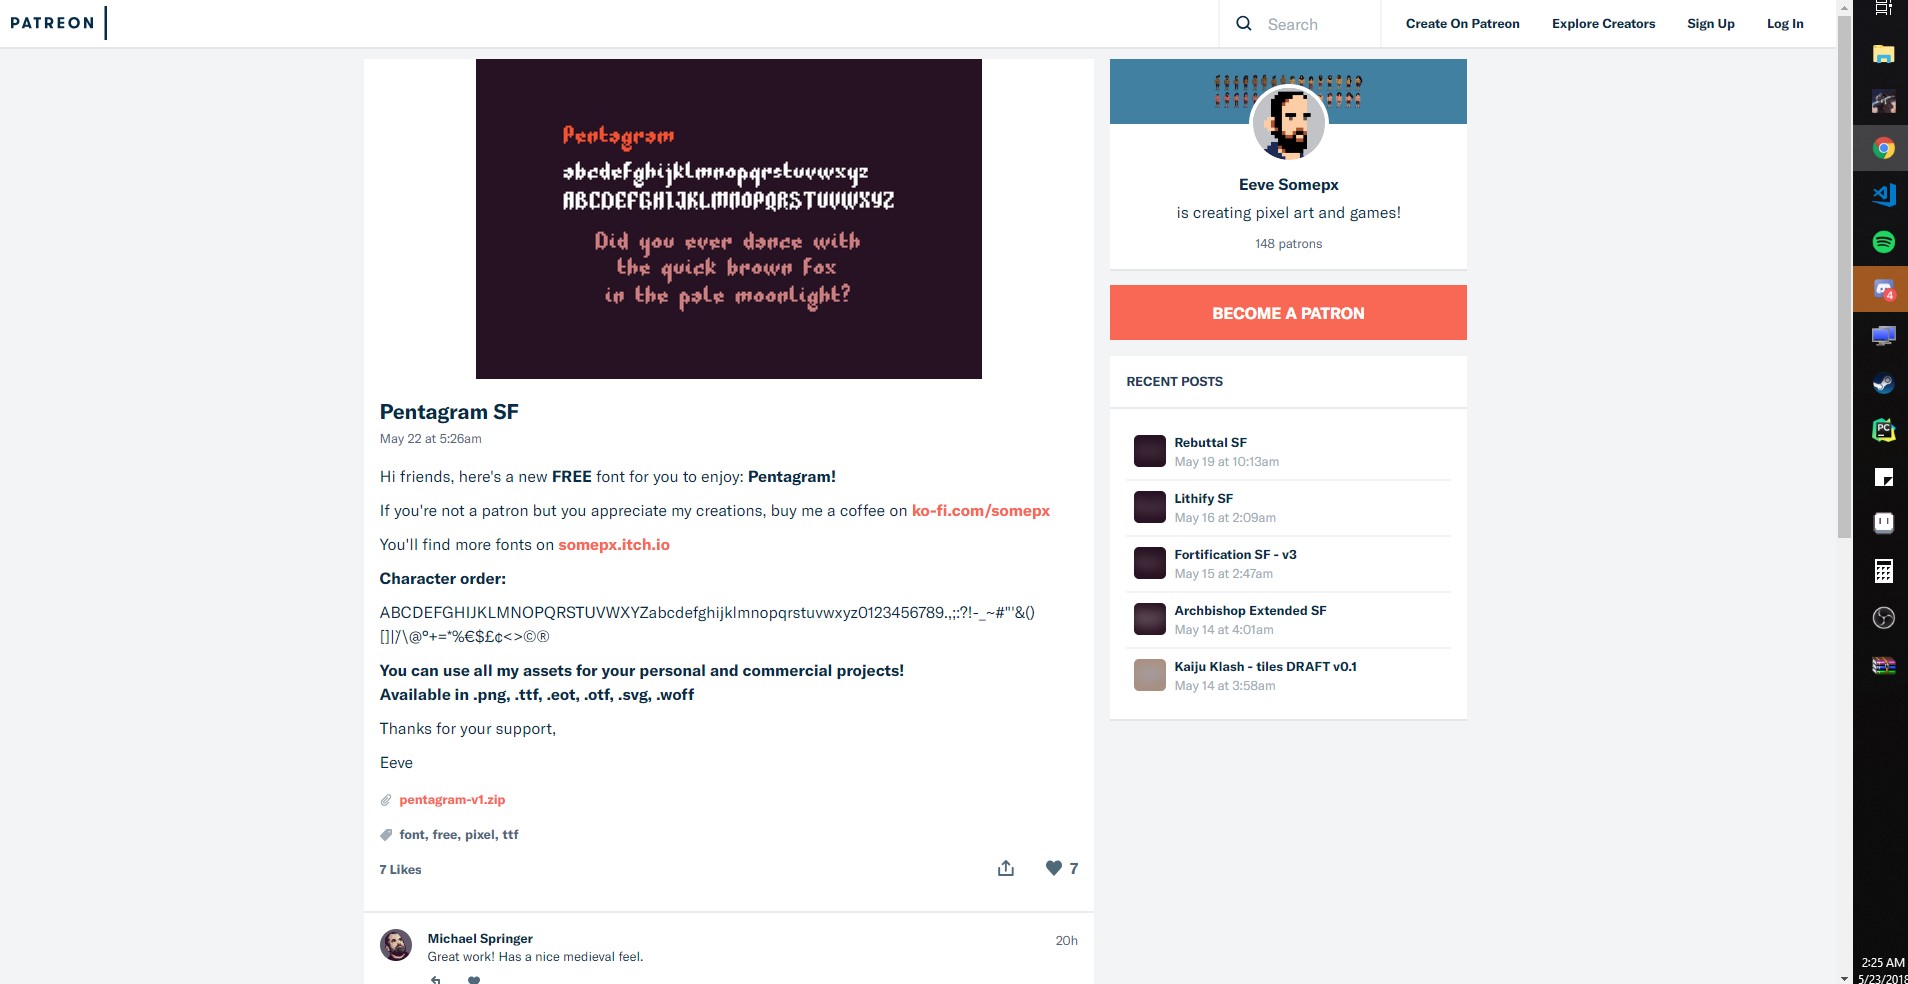 PATREON
Search
Create On Patreon
Explore Creators
Sign Up
Log In
Pentagram
abcdefghijklmnopqrstuvwxyz
ABCDEFGHIJKLMNOPQRSTUVWXYZ
Did you ever dance with
the quick brown fox
in the pale moonlight?
Pentagram SF
May 22 at 5:26am
Hi friends, here's a new FREE font for you to enjoy: Pentagram!
If you're not a patron but you appreciate my creations, buy me a coffee on ko-fi.com/somepx
You'll find more fonts on somepx.itch.io
Character order:
ABCDEFGHIJKLMNOPQRSTUVWXYZabcdefghijklmnopqrstuvwxyz0123456789.,;:?!-_~#"'&()
[]|`/\@°+=*%€$£¢<>©®
You can use all my assets for your personal and commercial projects!
Available in .png, .ttf, .eot, .otf, .svg, .woff
Thanks for your support,
Eeve
pentagram-v1.zip
font, free, pixel, ttf
7 Likes
7
Michael Springer
20h
Great work! Has a nice medieval feel.
Eeve Somepx
is creating pixel art and games!
148 patrons
BECOME A PATRON
RECENT POSTS
Rebuttal SF
May 19 at 10:13am
Lithify SF
May 16 at 2:09am
Fortification SF - v3
May 15 at 2:47am
Archbishop Extended SF
May 14 at 4:01am
Kaiju Klash - tiles DRAFT v0.1
May 14 at 3:58am
4
PC
2:25 AM
5/23/2018